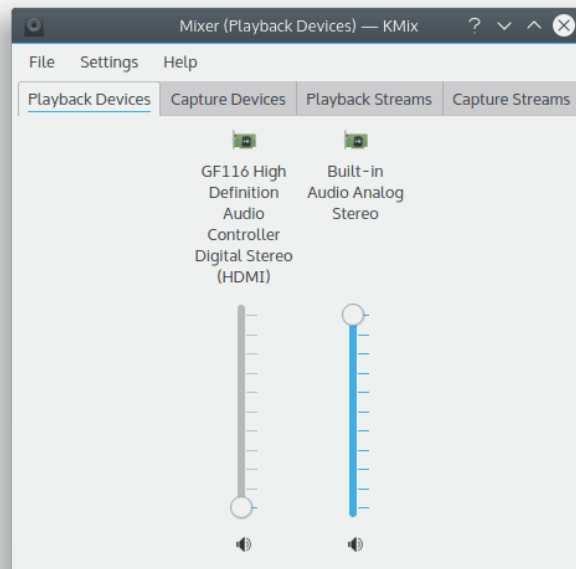 Mixer (Playback Devices) — KMix ?
File Settings Help
Playback Devices Capture Devices Playback Streams Capture Streams
GF116 High
Definition
Audio
Controller
Digital Stereo
(HDMI)
Built-in
Audio Analog
Stereo